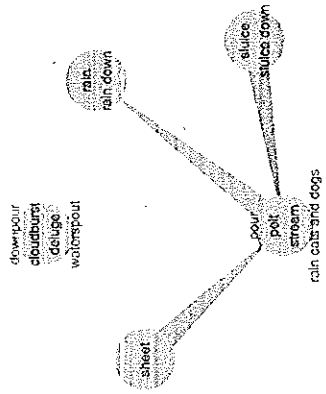 downpour
cloudburst
deluge
waterspout
rain
rain down
sluice
sluice down
sheet
pour
pelt
stream
rain cats and dogs